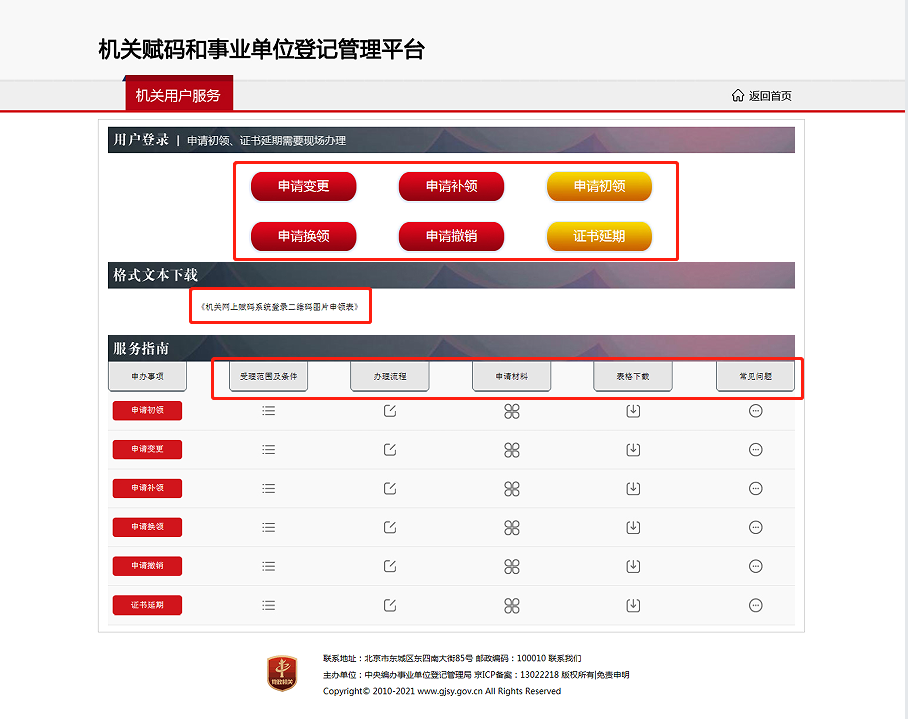 机关赋码和事业单位登记管理平台
机关用户服务
返回首页
用户登录 | 申请初领、证书延期需要现场办理
申请变更 申请补领 申请初领
申请换领 申请撤销 证书延期
格式文本下载
《机关网上赋码系统登录二维码图片申领表》
服务指南
申办事项 受理范围及条件 办理流程 申请材料 表格下载 常见问题
申请初领
申请变更
申请补领
申请换领
申请撤销
证书延期
党政机关
联系地址：北京市东城区东四南大街85号 邮政编码：100010 联系我们
主办单位：中央编办事业单位登记管理局 京ICP备案：13022218 版权所有|免责申明
Copyright© 2010-2021 www.gjsy.gov.cn All Rights Reserved